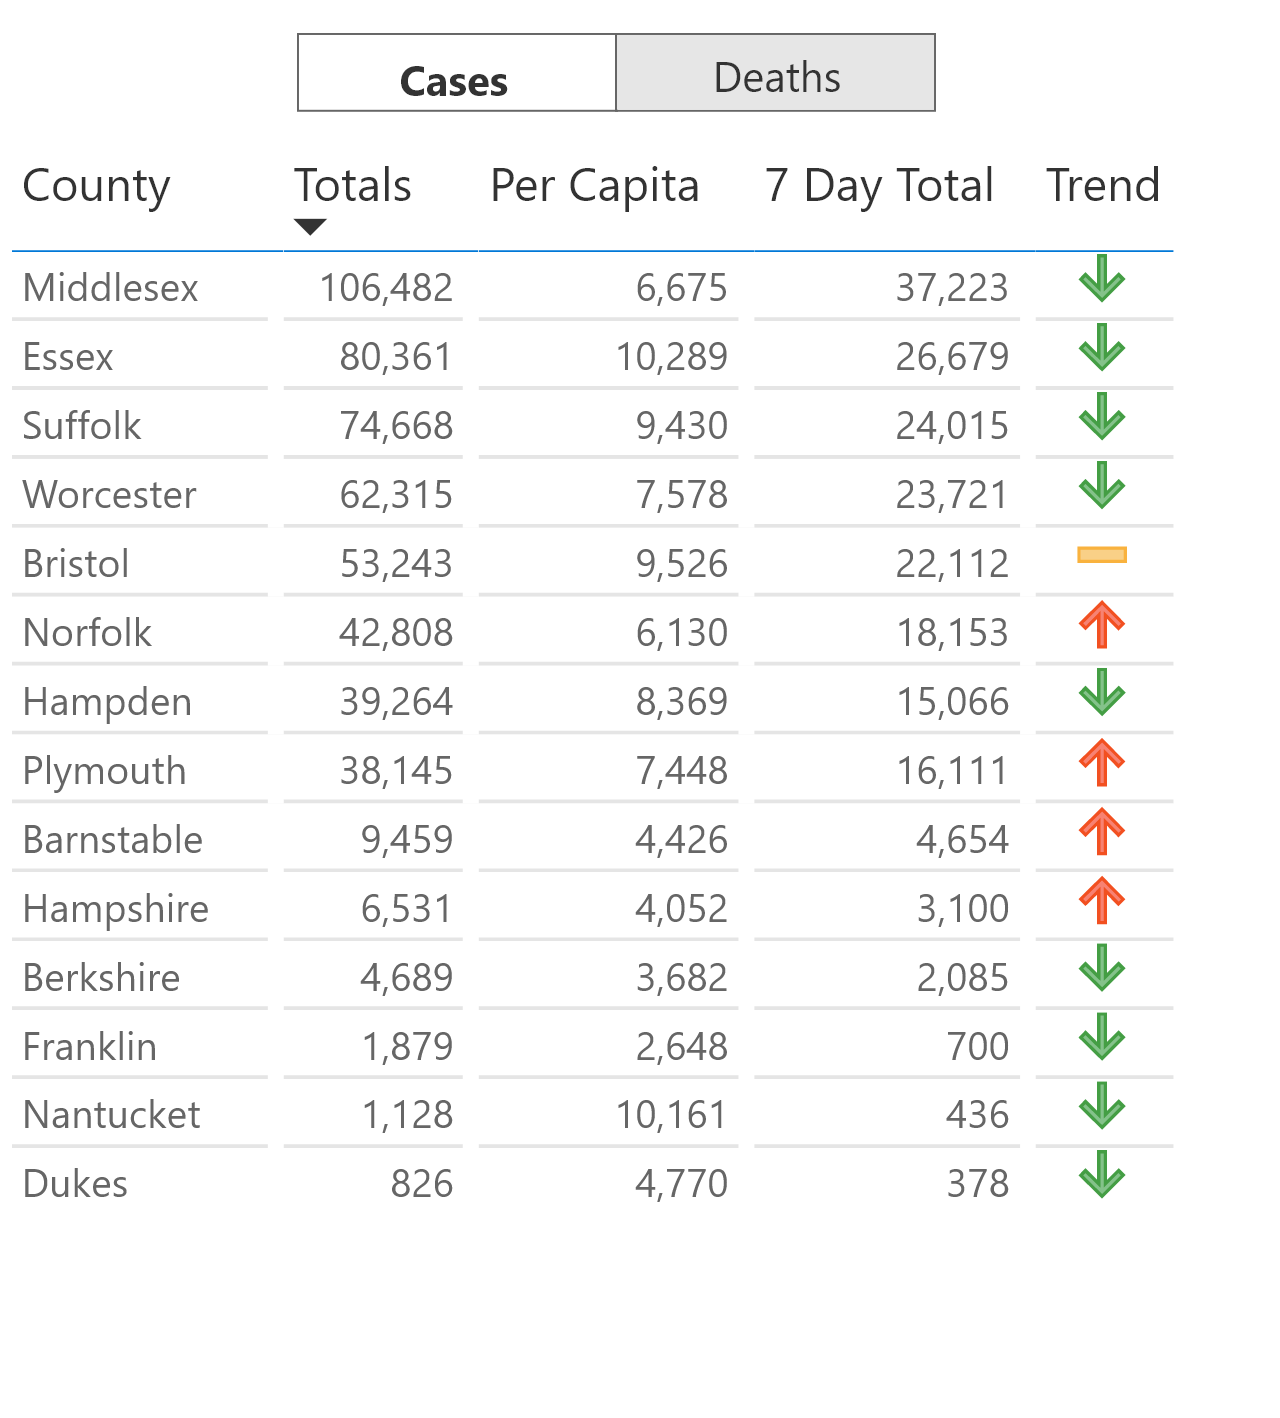 Cases Deaths
County Totals Per Capita 7 Day Total Trend
Middlesex 106,482 6,675 37,223
Essex 80,361 10,289 26,679
Suffolk 74,668 9,430 24,015
Worcester 62,315 7,578 23,721
Bristol 53,243 9,526 22,112
Norfolk 42,808 6,130 18,153
Hampden 39,264 8,369 15,066
Plymouth 38,145 7,448 16,111
Barnstable 9,459 4,426 4,654
Hampshire 6,531 4,052 3,100
Berkshire 4,689 3,682 2,085
Franklin 1,879 2,648 700
Nantucket 1,128 10,161 436
Dukes 826 4,770 378